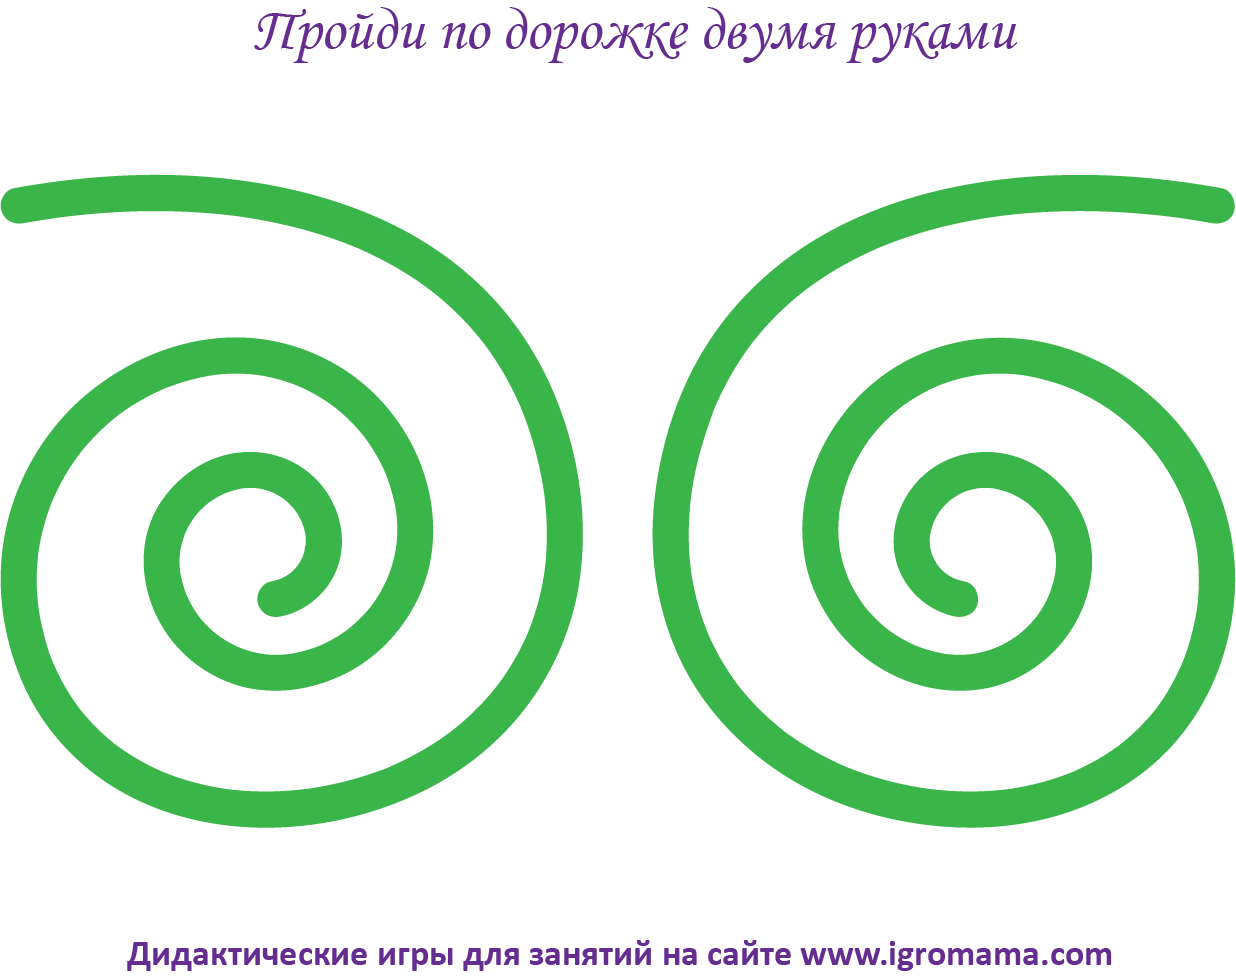 Пройди по дорожке двумя руками
Дидактические игры для занятий на сайте www.igromama.com